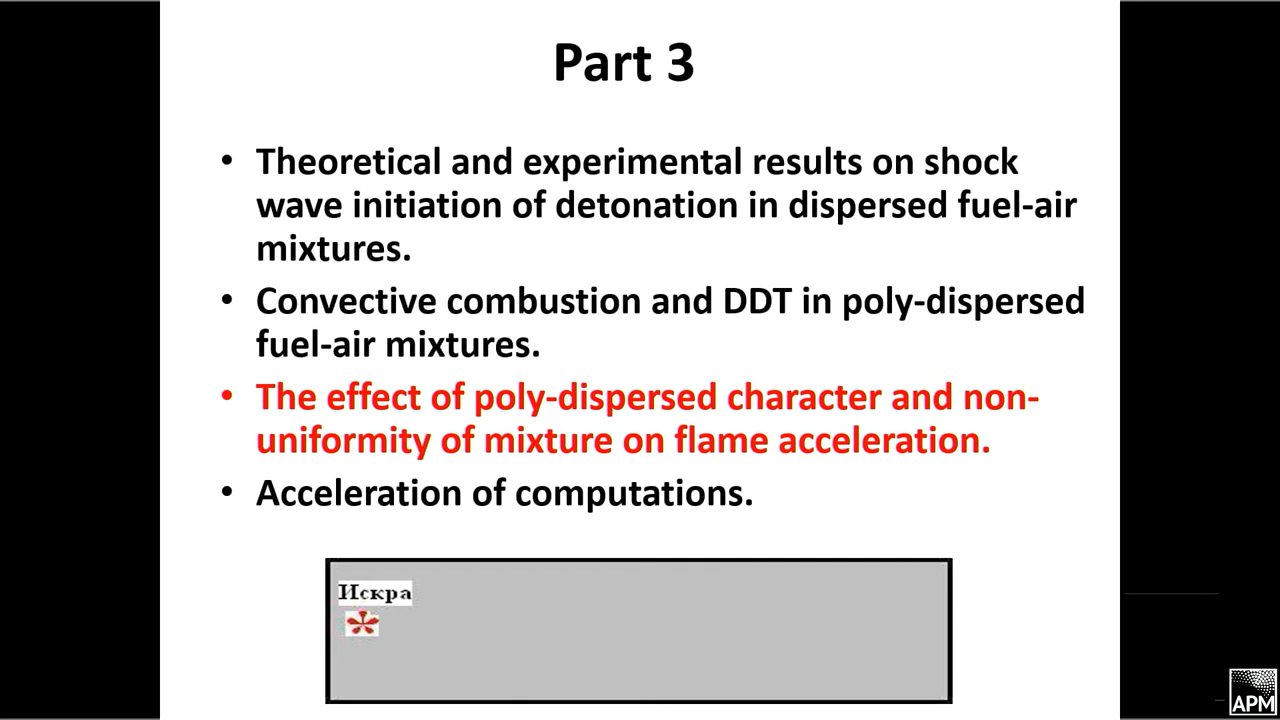 Part 3
• Theoretical and experimental results on shock
wave initiation of detonation in dispersed fuel-air
mixtures.
• Convective combustion and DDT in poly-dispersed
fuel-air mixtures.
• The effect of poly-dispersed character and non-
uniformity of mixture on flame acceleration.
• Acceleration of computations.
Искра
APM